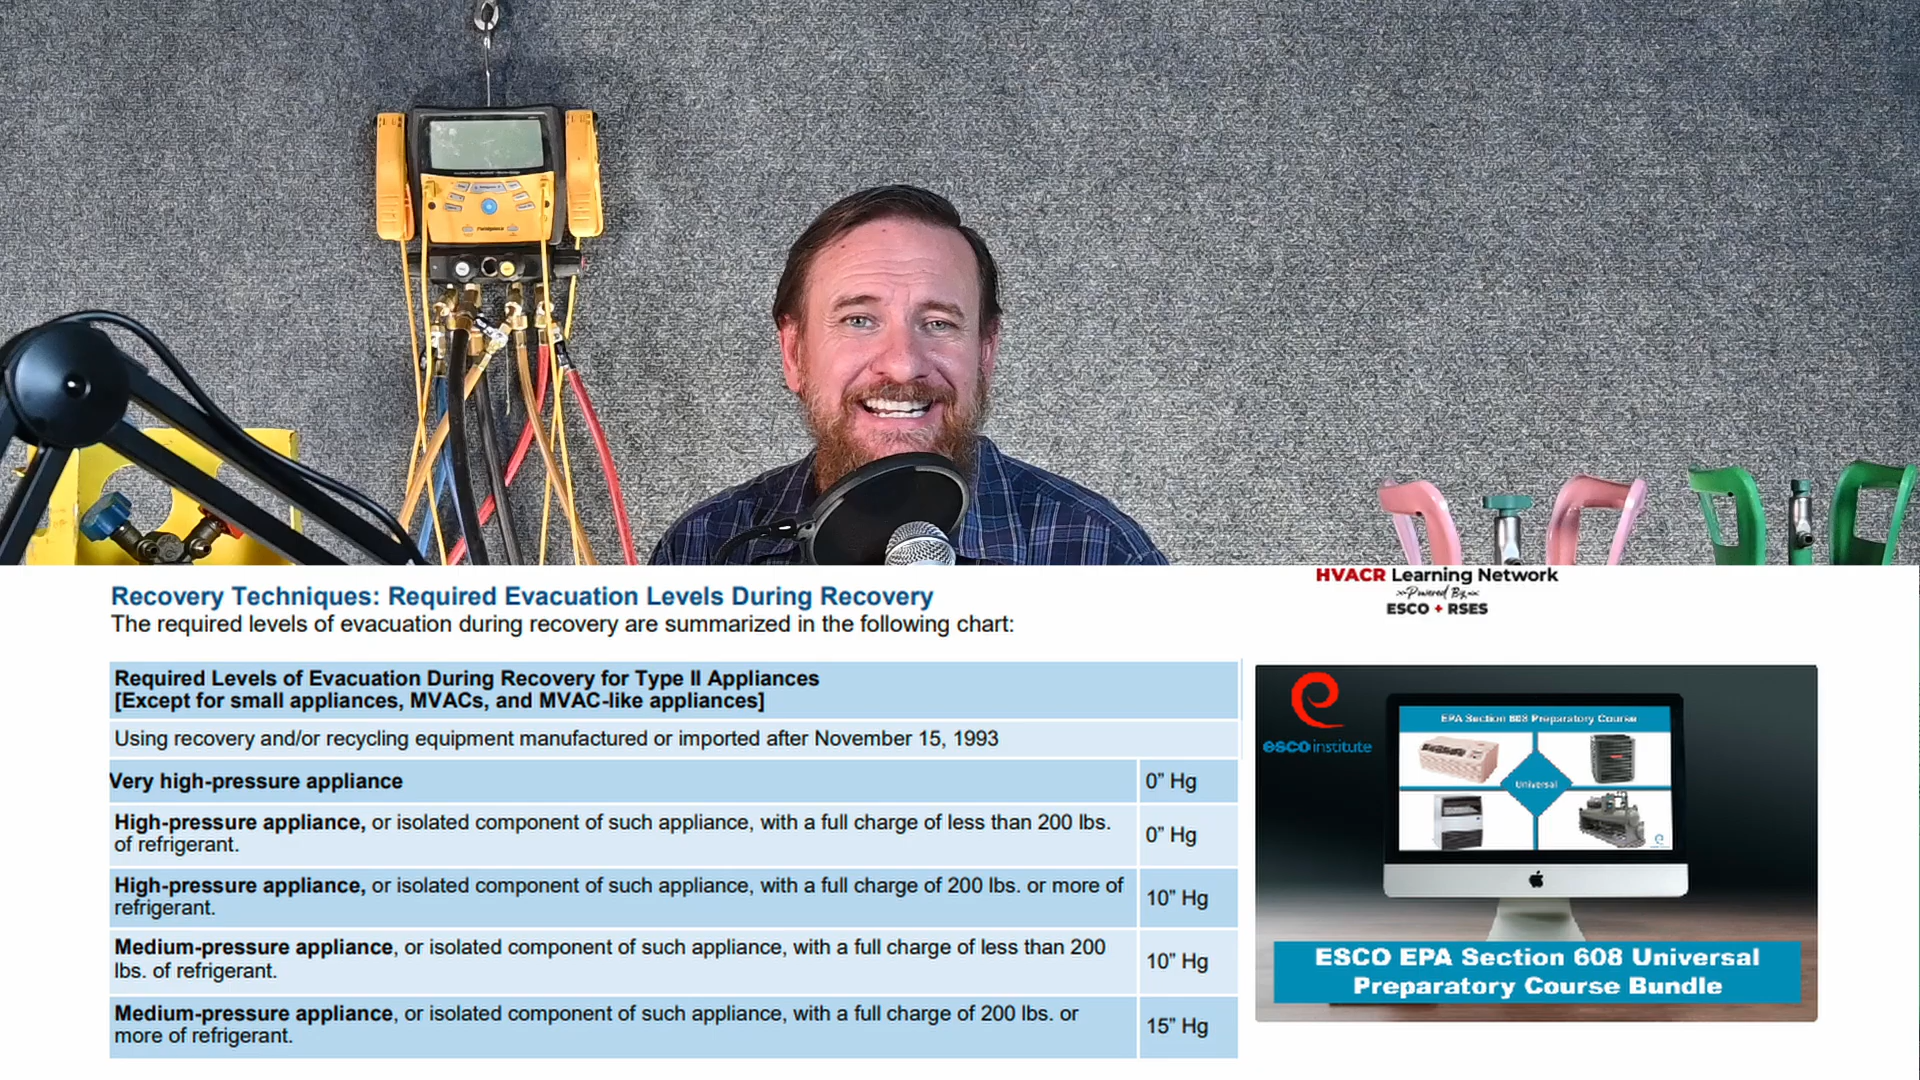 Fieldpiece
Recovery Techniques: Required Evacuation Levels During Recovery
The required levels of evacuation during recovery are summarized in the following chart:
HVACR Learning Network
Powered By
ESCO + RSES
Required Levels of Evacuation During Recovery for Type II Appliances
[Except for small appliances, MVACs, and MVAC-like appliances]
Using recovery and/or recycling equipment manufactured or imported after November 15, 1993
Very high-pressure appliance
0” Hg
High-pressure appliance, or isolated component of such appliance, with a full charge of less than 200 lbs.
of refrigerant.
0” Hg
High-pressure appliance, or isolated component of such appliance, with a full charge of 200 lbs. or more of
refrigerant.
10” Hg
Medium-pressure appliance, or isolated component of such appliance, with a full charge of less than 200
lbs. of refrigerant.
10” Hg
Medium-pressure appliance, or isolated component of such appliance, with a full charge of 200 lbs. or
more of refrigerant.
15” Hg
esco institute
EPA Section 608 Preparatory Course
Universal
ESCO EPA Section 608 Universal
Preparatory Course Bundle